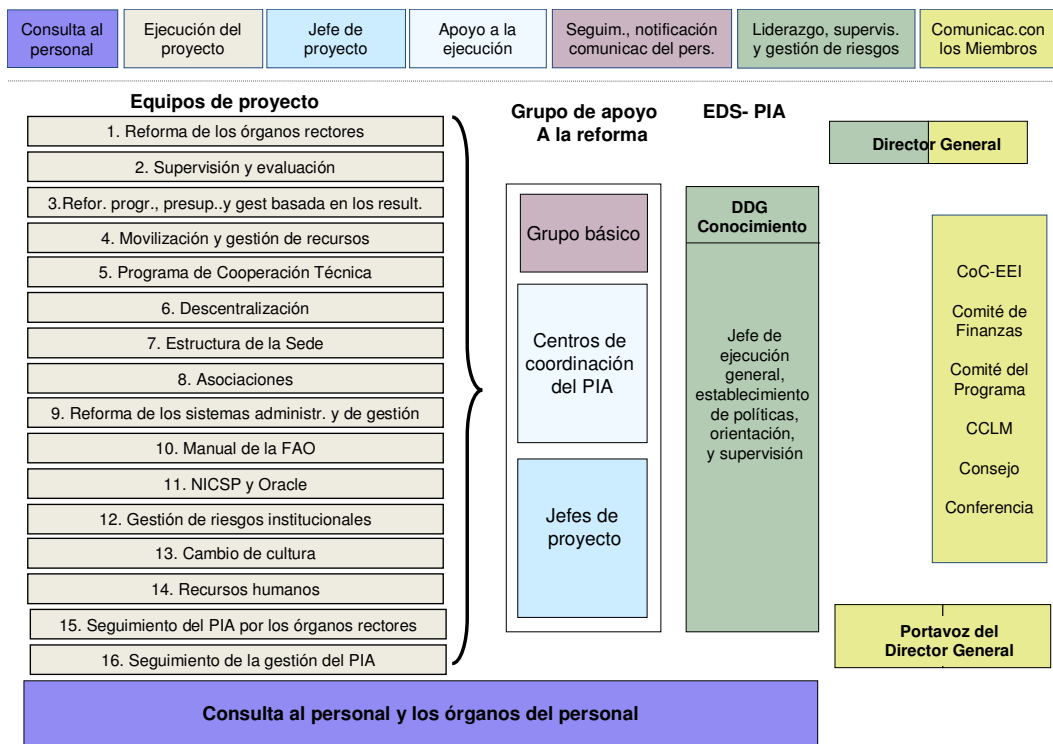 Consulta al
personal
Ejecución del
proyecto
Jefe de
proyecto
Apoyo a la
ejecución
Seguim., notificación
comunicac del pers.
Liderazgo, supervis.
y gestión de riesgos
Comunicac.con
los Miembros
Equipos de proyecto
1. Reforma de los órganos rectores
2. Supervisión y evaluación
3.Refor. progr., presup..y gest basada en los result.
4. Movilización y gestión de recursos
5. Programa de Cooperación Técnica
6. Descentralización
7. Estructura de la Sede
8. Asociaciones
9. Reforma de los sistemas administr. y de gestión
10. Manual de la FAO
11. NICSP y Oracle
12. Gestión de riesgos institucionales
13. Cambio de cultura
14. Recursos humanos
15. Seguimiento del PIA por los órganos rectores
16. Seguimiento de la gestión del PIA
Grupo de apoyo
A la reforma
Grupo básico
Centros de
coordinación
del PIA
Jefes de
proyecto
EDS- PIA
DDG
Conocimiento
Jefe de
ejecución
general,
establecimiento
de políticas,
orientación,
y supervisión
Director General
CoC-EEI
Comité de
Finanzas
Comité del
Programa
CCLM
Consejo
Conferencia
Portavoz del
Director General
Consulta al personal y los órganos del personal